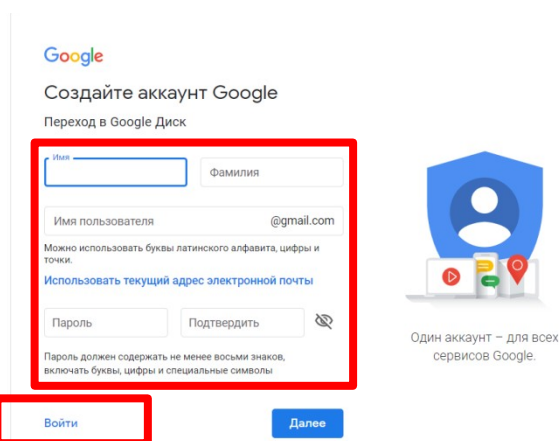 Google
Создайте аккаунт Google
Переход в Google Диск
Имя
Фамилия
Имя пользователя @gmail.com
Можно использовать буквы латинского алфавита, цифры и
точки.
Использовать текущий адрес электронной почты
Пароль
Подтвердить
Пароль должен содержать не менее восьми знаков,
включать буквы, цифры и специальные символы
Войти
Далее
Один аккаунт – для всех
сервисов Google.